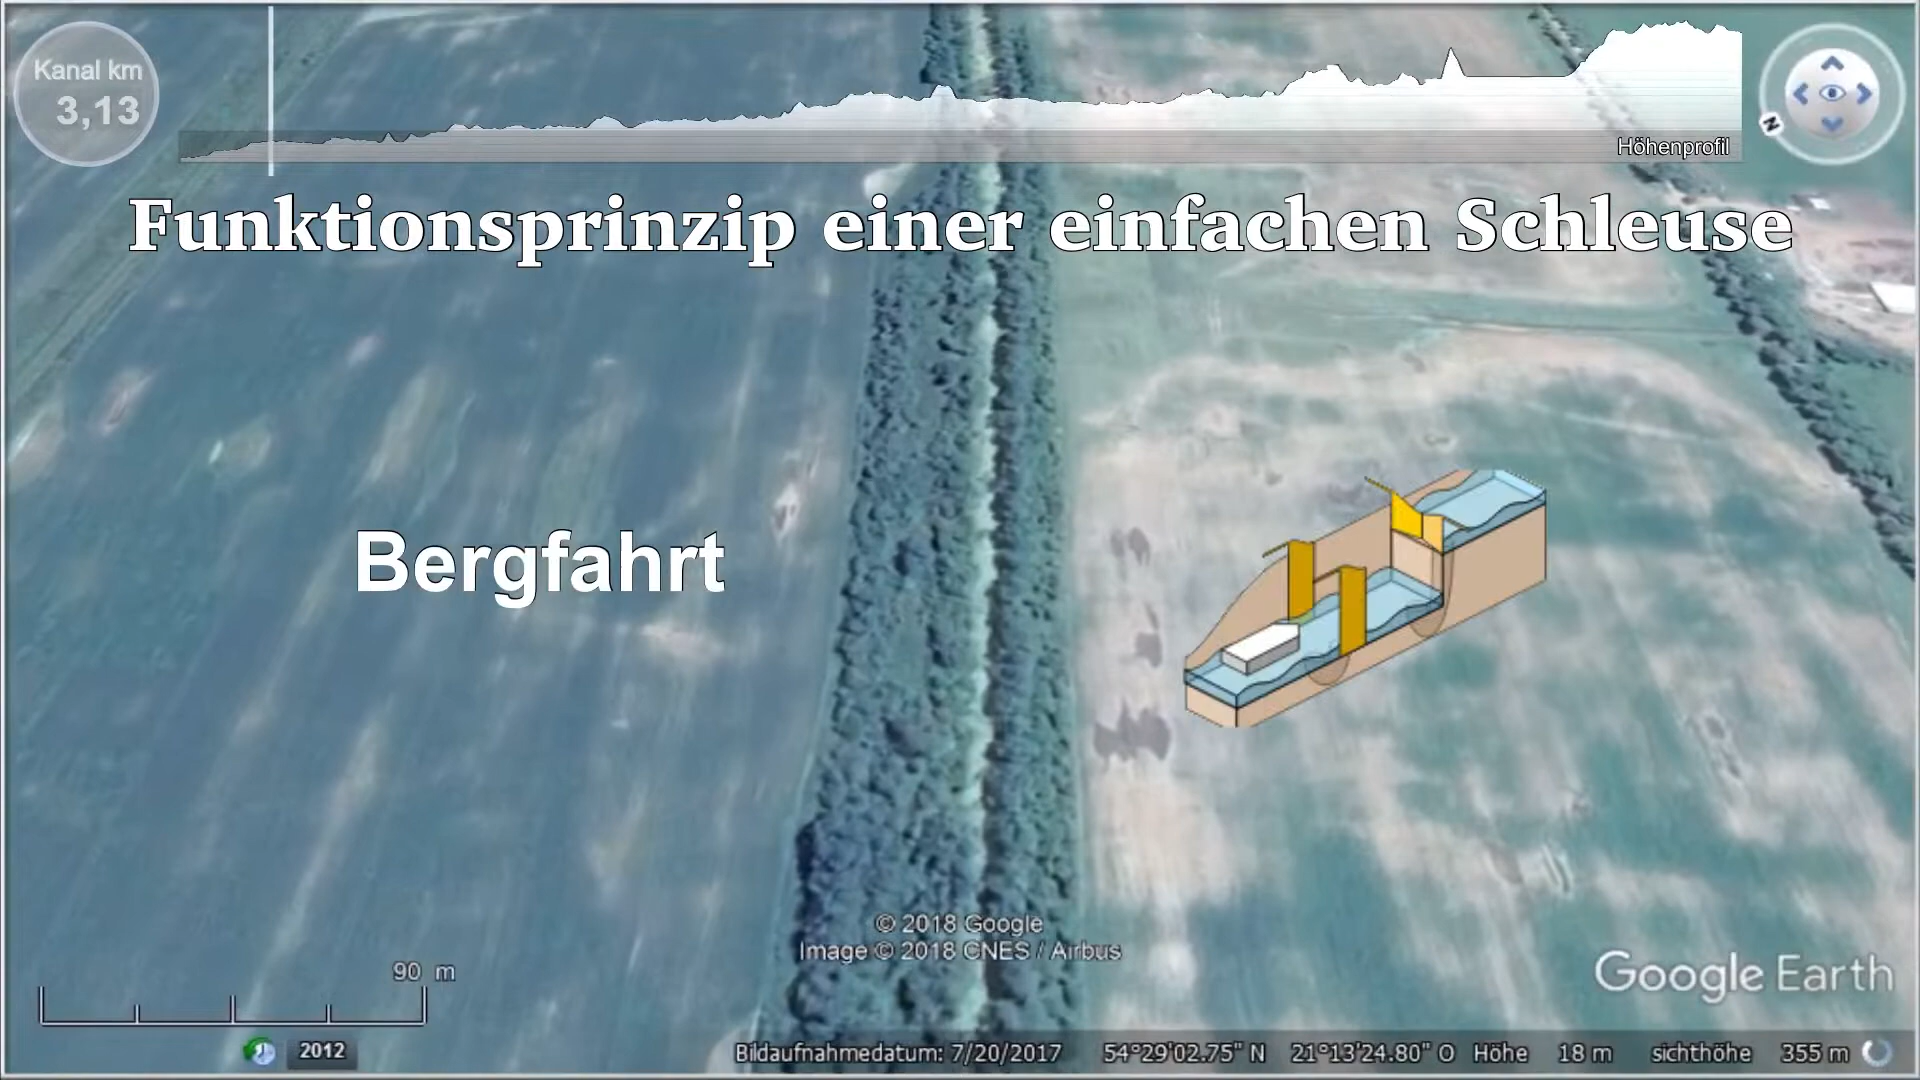 Kanal km
3,13
N
Höhenprofil
Funktionsprinzip einer einfachen Schleuse
Bergfahrt
© 2018 Google
Image © 2018 CNES / Airbus
90 m
Google Earth
2012
Bildaufnahmedatum: 7/20/2017 54°29'02.75" N 21°13'24.80" O Höhe 18 m sichthöhe 355 m